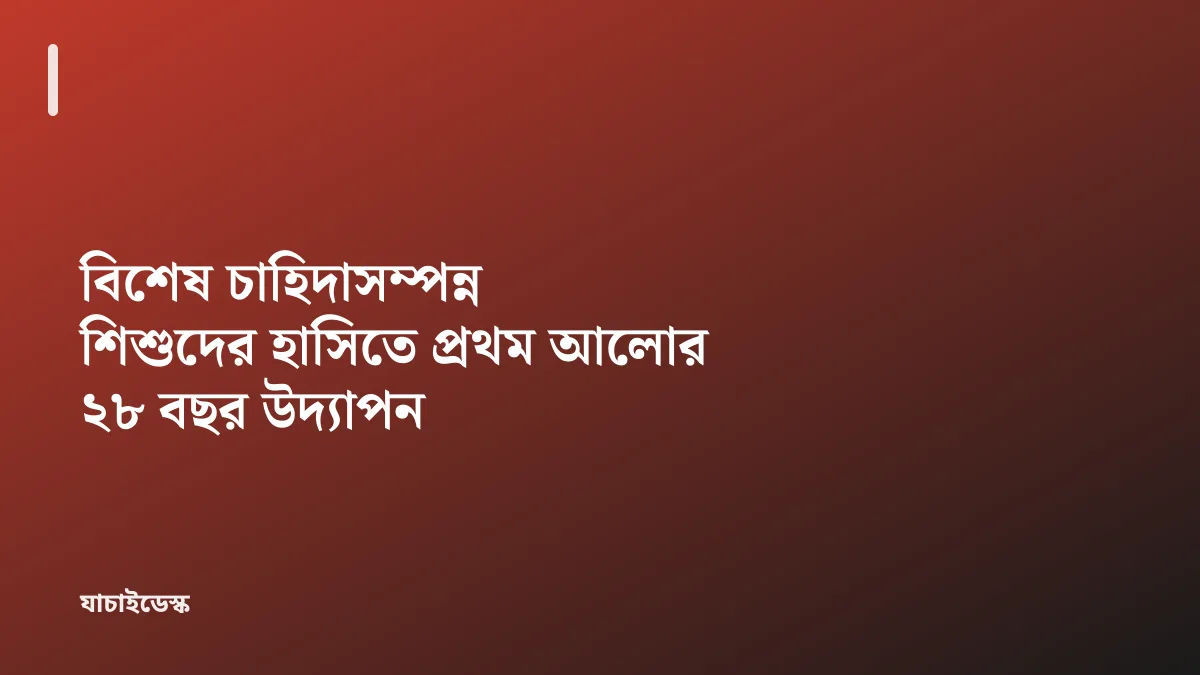 বিশেষ চাহিদাসম্পন্ন
শিশুদের হাসিতে প্রথম আলোর
২৮ বছর উদ্যাপন
যাচাইডেস্ক